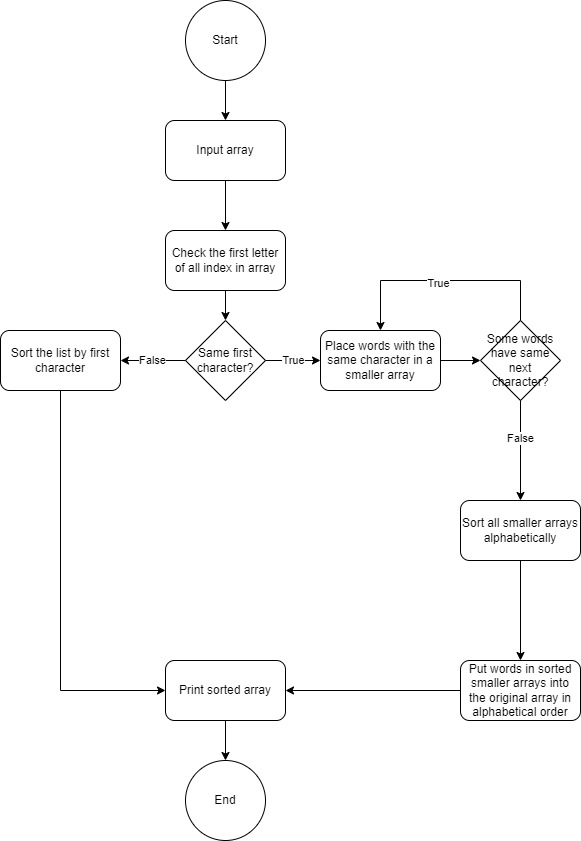 Start
Input array
Check the first letter
of all index in array
Same first
character?
False
True
Sort the list by first
character
Place words with the
same character in a
smaller array
True
Some words
have same
next
character?
False
Sort all smaller arrays
alphabetically
Put words in sorted
smaller arrays into
the original array in
alphabetical order
Print sorted array
End